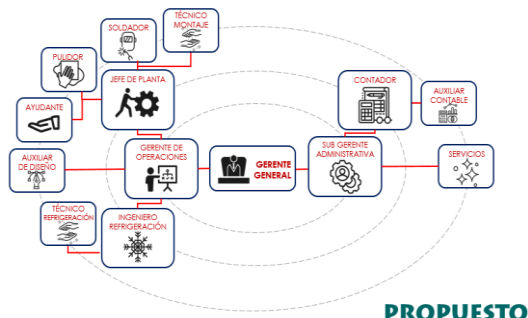 SOLDADOR
TÉCNICO
MONTAJE
PULIDOR
JEFE DE PLANTA
CONTADOR
AUXILIAR
CONTABLE
AYUDANTE
AUXILIAR
DE DISEÑO
GERENTE DE
OPERACIONES
GERENTE
GENERAL
SUB GERENTE
ADMINISTRATIVA
SERVICIOS
TÉCNICO
REFRIGERACIÓN
INGENIERO
REFRIGERACIÓN
PROPUESTO